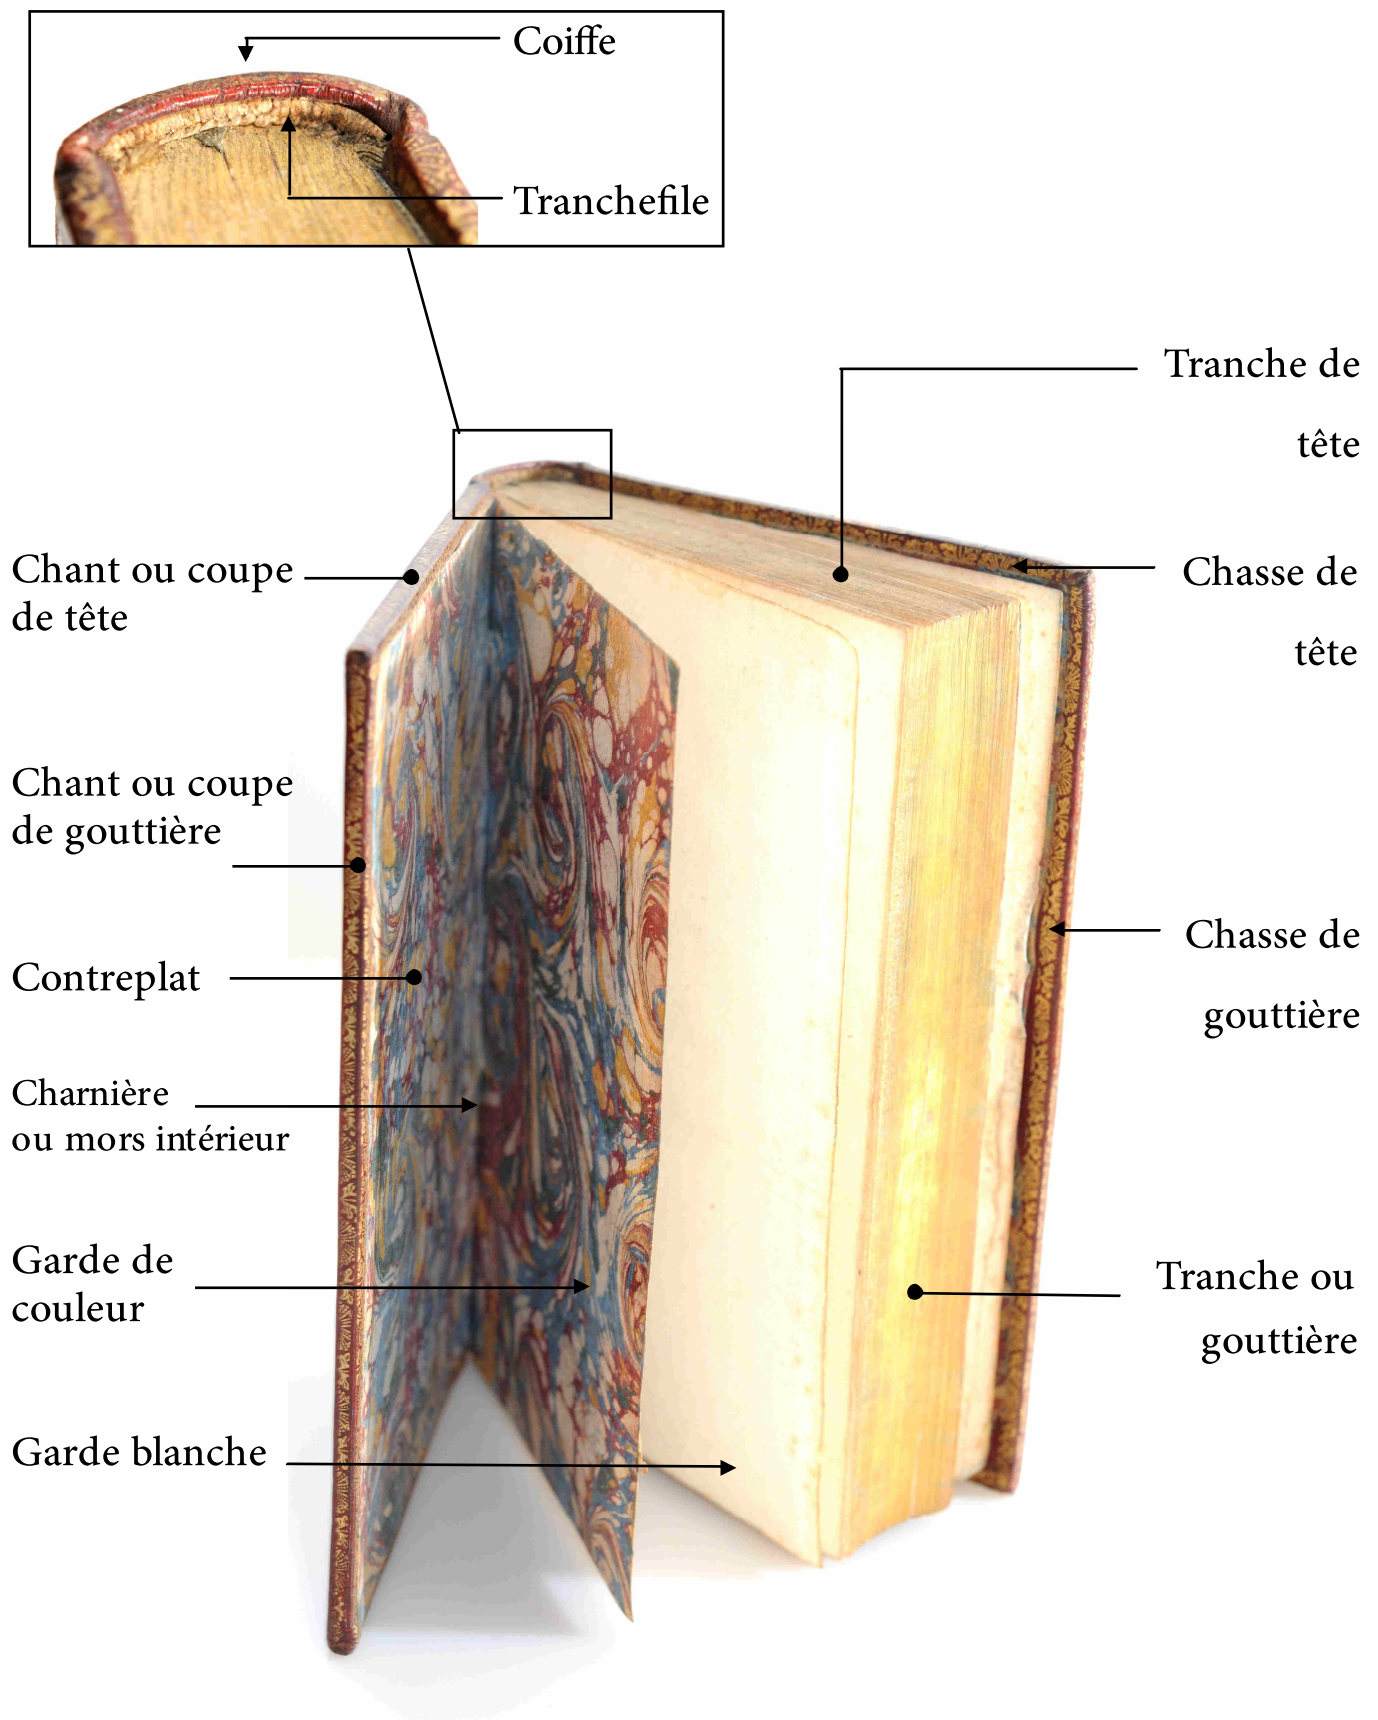 Coiffe
Tranchefile
Tranche de
tête
Chant ou coupe
de tête
Chasse de
tête
Chant ou coupe
de gouttière
Chasse de
gouttière
Contreplat
Charnière
ou mors intérieur
Garde de
couleur
Tranche ou
gouttière
Garde blanche